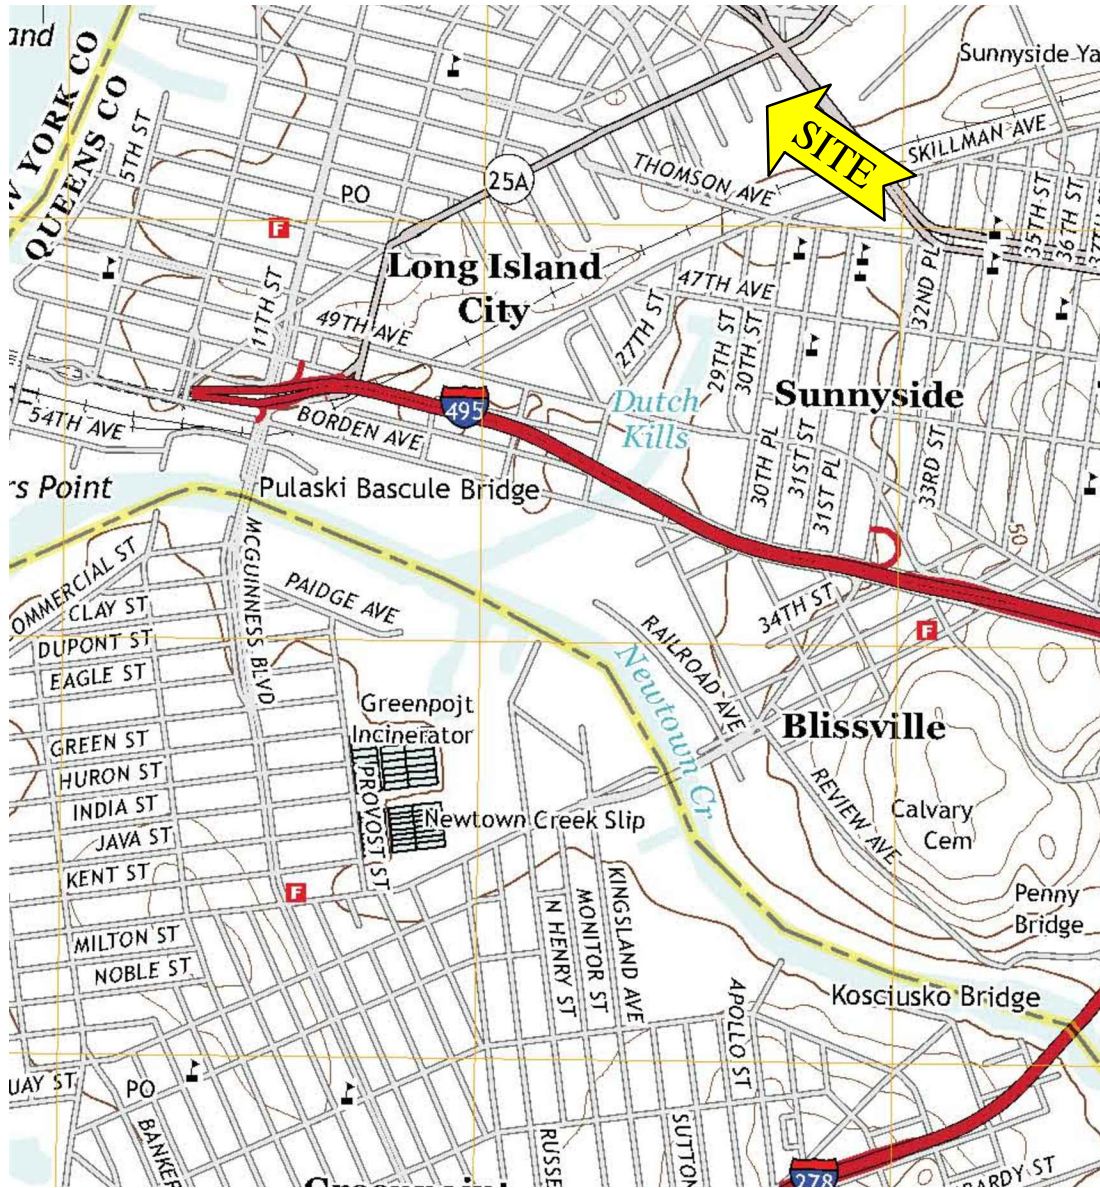 and
Sunnyside Ya
W YORK CO
QUEENS CO
5TH ST
SITE
SKILLMAN AVE
THOMSON AVE
25A
PO
F
35TH ST
36TH ST
37TH
Long Island
City
11TH ST
49TH AVE
47TH AVE
27TH ST
29TH ST
30TH ST
32ND PL
Sunnyside
Dutch
Kills
495
54TH AVE
BORDEN AVE
30TH PL
31ST ST
31ST PL
33RD ST
rs Point
Pulaski Bascule Bridge
50
OMMERCIAL ST
MCGUINNESS BLVD
PAIDGE AVE
CLAY ST
DUPONT ST
EAGLE ST
34TH ST
F
RAILROAD AVE
Newtown Cr
Greenpojt
Incinerator
Blissville
GREEN ST
HURON ST
INDIA ST
JAVA ST
KENT ST
PROVOST ST
Newtown Creek Slip
REVIEW AVE
Calvary
Cem
F
KINGSLAND AVE
MONITOR ST
N HENRY ST
Penny
Bridge
MILTON ST
NOBLE ST
Kosciusko Bridge
APOLLO ST
UAY ST
PO
BANKER
RUSSE
SUTTON
278
ARDY ST